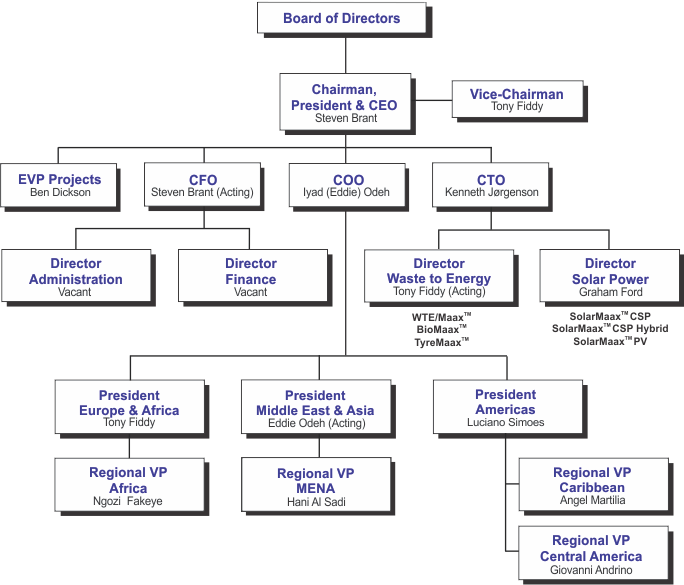 Board of Directors
Chairman,
President & CEO
Steven Brant
Vice-Chairman
Tony Fiddy
EVP Projects
Ben Dickson
CFO
Steven Brant (Acting)
COO
Iyad (Eddie) Odeh
CTO
Kenneth Jørgenson
Director
Administration
Vacant
Director
Finance
Vacant
Director
Waste to Energy
Tony Fiddy (Acting)
WTE/Maax™
BioMaax™
TyreMaax™
Director
Solar Power
Graham Ford
SolarMaax™ CSP
SolarMaax™ CSP Hybrid
SolarMaax™ PV
President
Europe & Africa
Tony Fiddy
President
Middle East & Asia
Eddie Odeh (Acting)
President
Americas
Luciano Simoes
Regional VP
Africa
Ngozi Fakeye
Regional VP
MENA
Hani Al Sadi
Regional VP
Caribbean
Angel Martilia
Regional VP
Central America
Giovanni Andrino